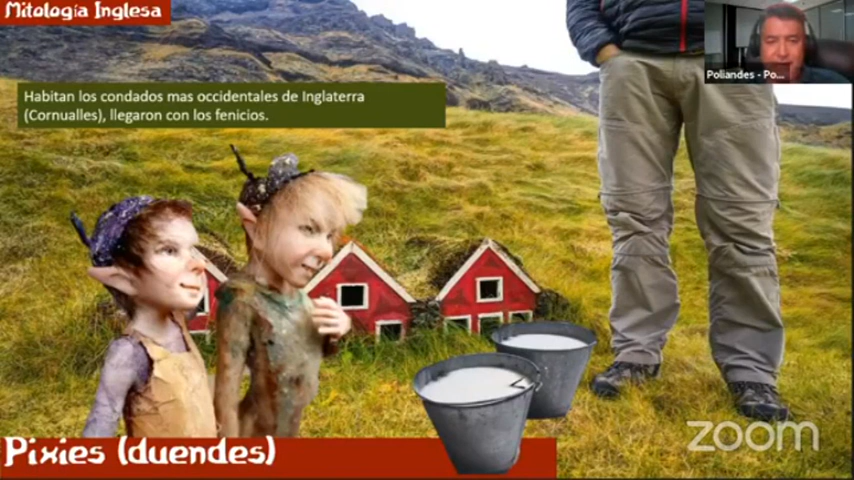 Mitología Inglesa
Poliandes - Po...
Habitan los condados mas occidentales de Inglaterra
(Cornualles), llegaron con los fenicios.
zoom
Pixies (duendes)